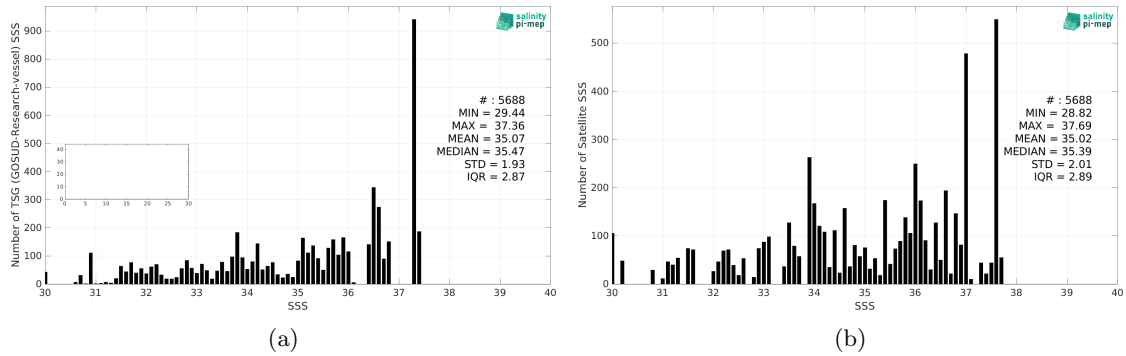 Number of TSG (GOSUD-Research-vessel) SSS
900
800
700
600
500
400
300
200
100
0
salinity
pi-mep
# : 5688
MIN = 29.44
MAX = 37.36
MEAN = 35.07
MEDIAN = 35.47
STD = 1.93
IQR = 2.87
40
30
20
10
0
0 5 10 15 20 25 30
30 31 32 33 34 35 36 37 38 39 40
SSS
(a)
Number of Satellite SSS
500
400
300
200
100
0
salinity
pi-mep
# : 5688
MIN = 28.82
MAX = 37.69
MEAN = 35.02
MEDIAN = 35.39
STD = 2.01
IQR = 2.89
30 31 32 33 34 35 36 37 38 39 40
SSS
(b)